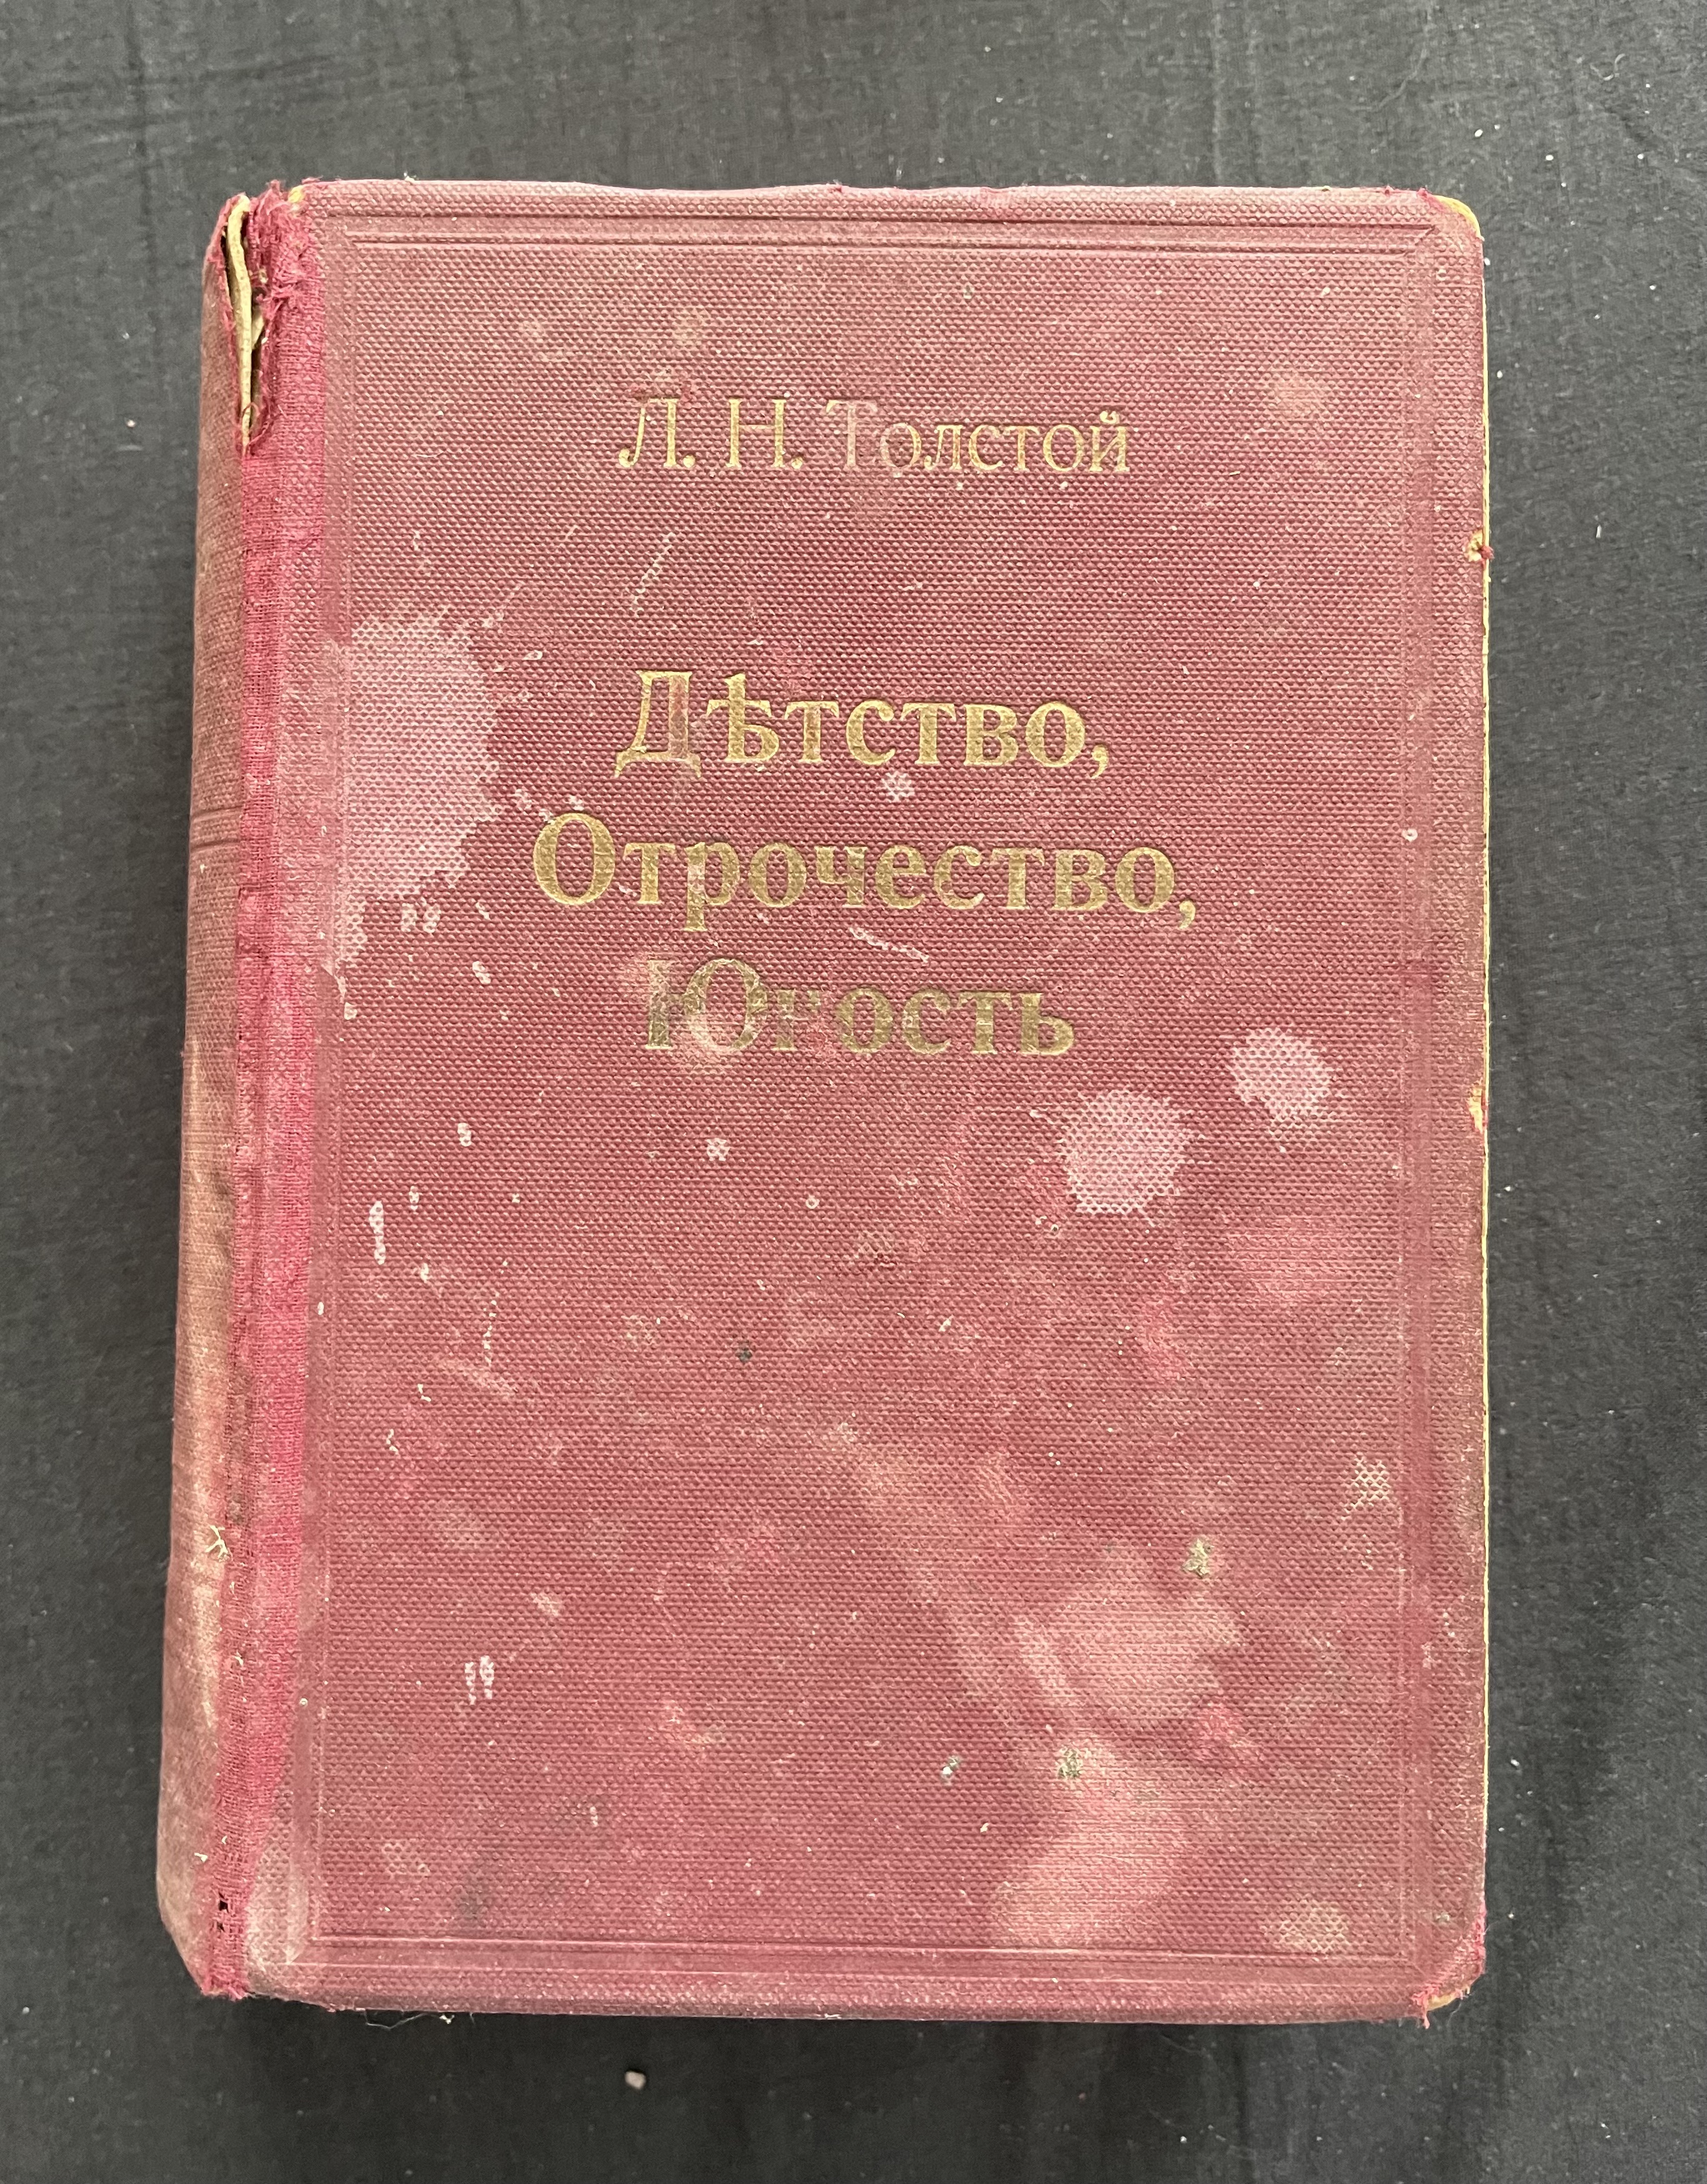 Л. Н. Толстой
Дѣтство,
Отрочество,
Юность